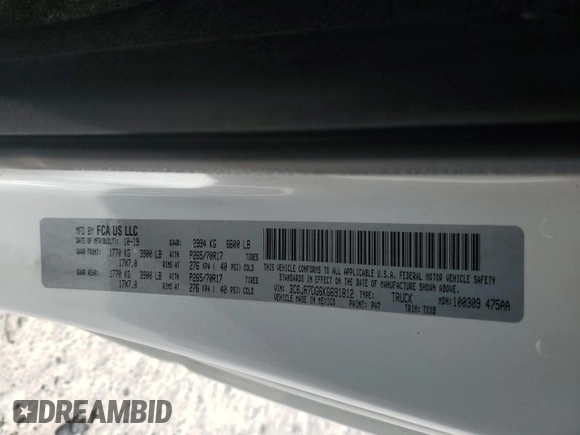 MFG BY FCA US LLC
DATE OF MFG 10-19 GVWR: 2994 KG 6600 LB
GAWR FRONT: 1770 KG 3900 LB WITH P265/70R17 TIRES
17X7.0 RIMS AT 276 KPA ( 40 PSI) COLD
GAWR REAR: 1770 KG 3900 LB WITH P265/70R17 TIRES
17X7.0 RIMS AT 276 KPA ( 40 PSI) COLD
THIS VEHICLE CONFORMS TO ALL APPLICABLE U.S.A. FEDERAL MOTOR VEHICLE SAFETY
STANDARDS IN EFFECT ON THE DATE OF MANUFACTURE SHOWN ABOVE
VIN: 3C6JR7DG6KG691812 TYPE: TRUCK MDH: 100309 475AA
VEHICLE MADE IN MEXICO PAINT: PW7 TRIM: TXX8
DREAMBID